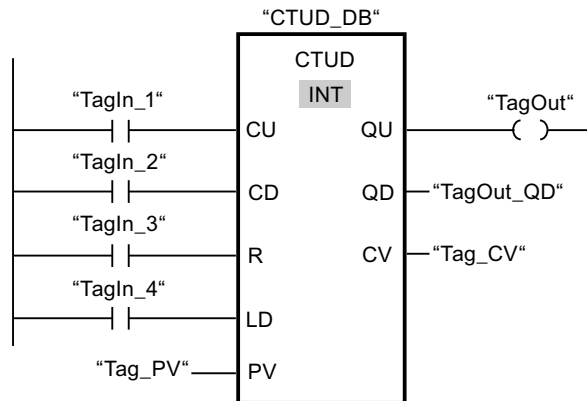 “CTUD_DB“
CTUD
INT
“TagIn_1“
CU
QU
“TagOut“
“TagIn_2“
CD
QD
“TagOut_QD“
“TagIn_3“
R
CV
“Tag_CV“
“TagIn_4“
LD
“Tag_PV“
PV